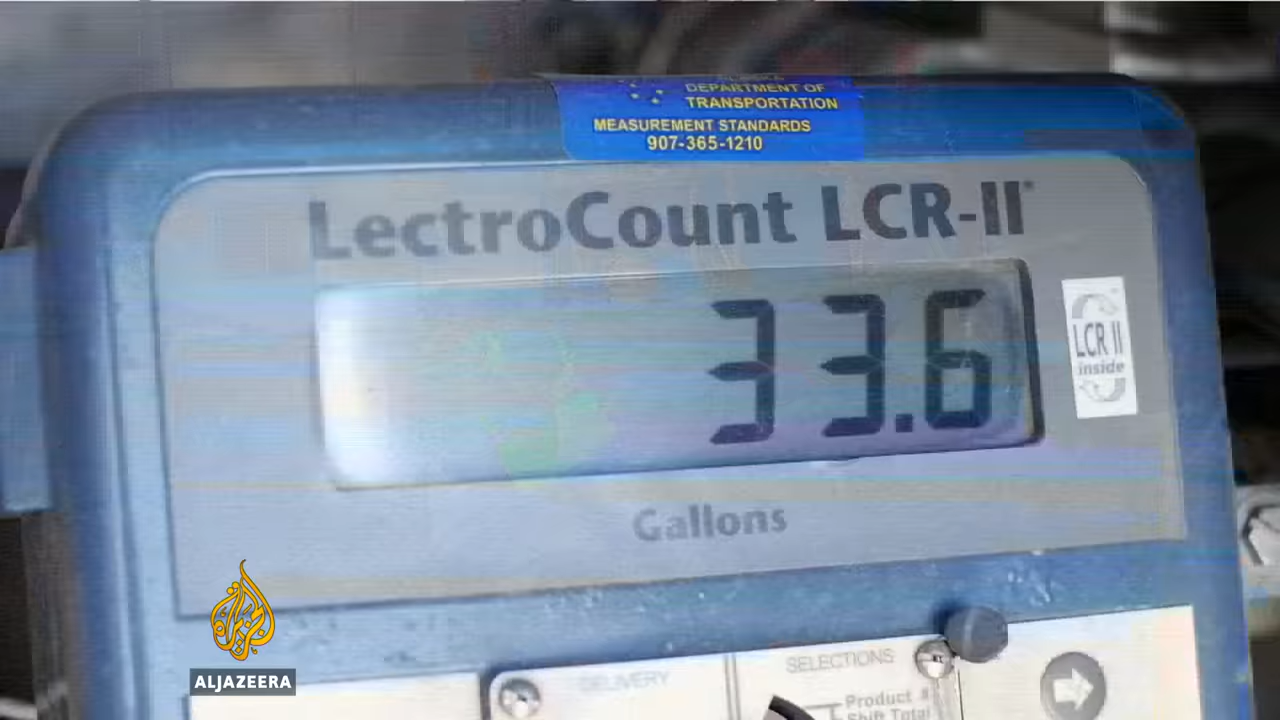 DEPARTMENT OF
TRANSPORTATION
MEASUREMENT STANDARDS
907-365-1210
LectroCount LCR-II
33.6
LCR II
inside
Gallons
ALJAZEERA
DELIVERY
SELECTIONS
Product #
Shift Total